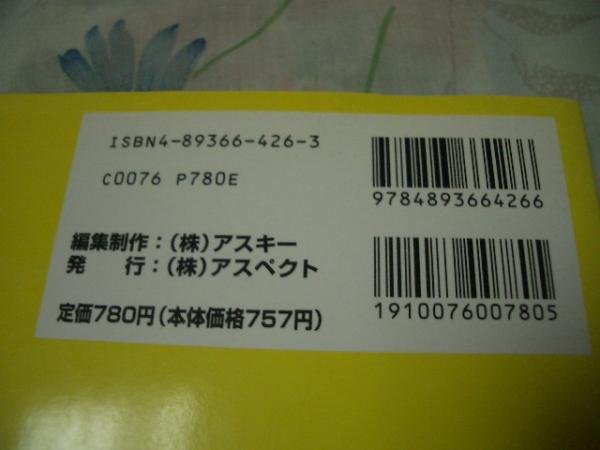 ISBN4-89366-426-3
C0076 P780E
9784893664266
編集制作：（株）アスキー
発　　行：（株）アスペクト
定価780円（本体価格757円）
1910076007805